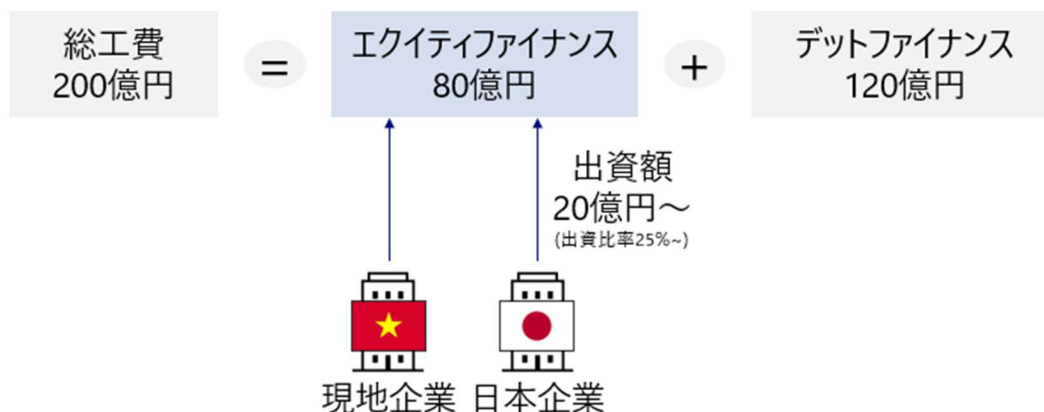 総工費
200億円
=
エクイティファイナンス
80億円
+
デットファイナンス
120億円
出資額
20億円～
(出資比率25%~)
現地企業
日本企業